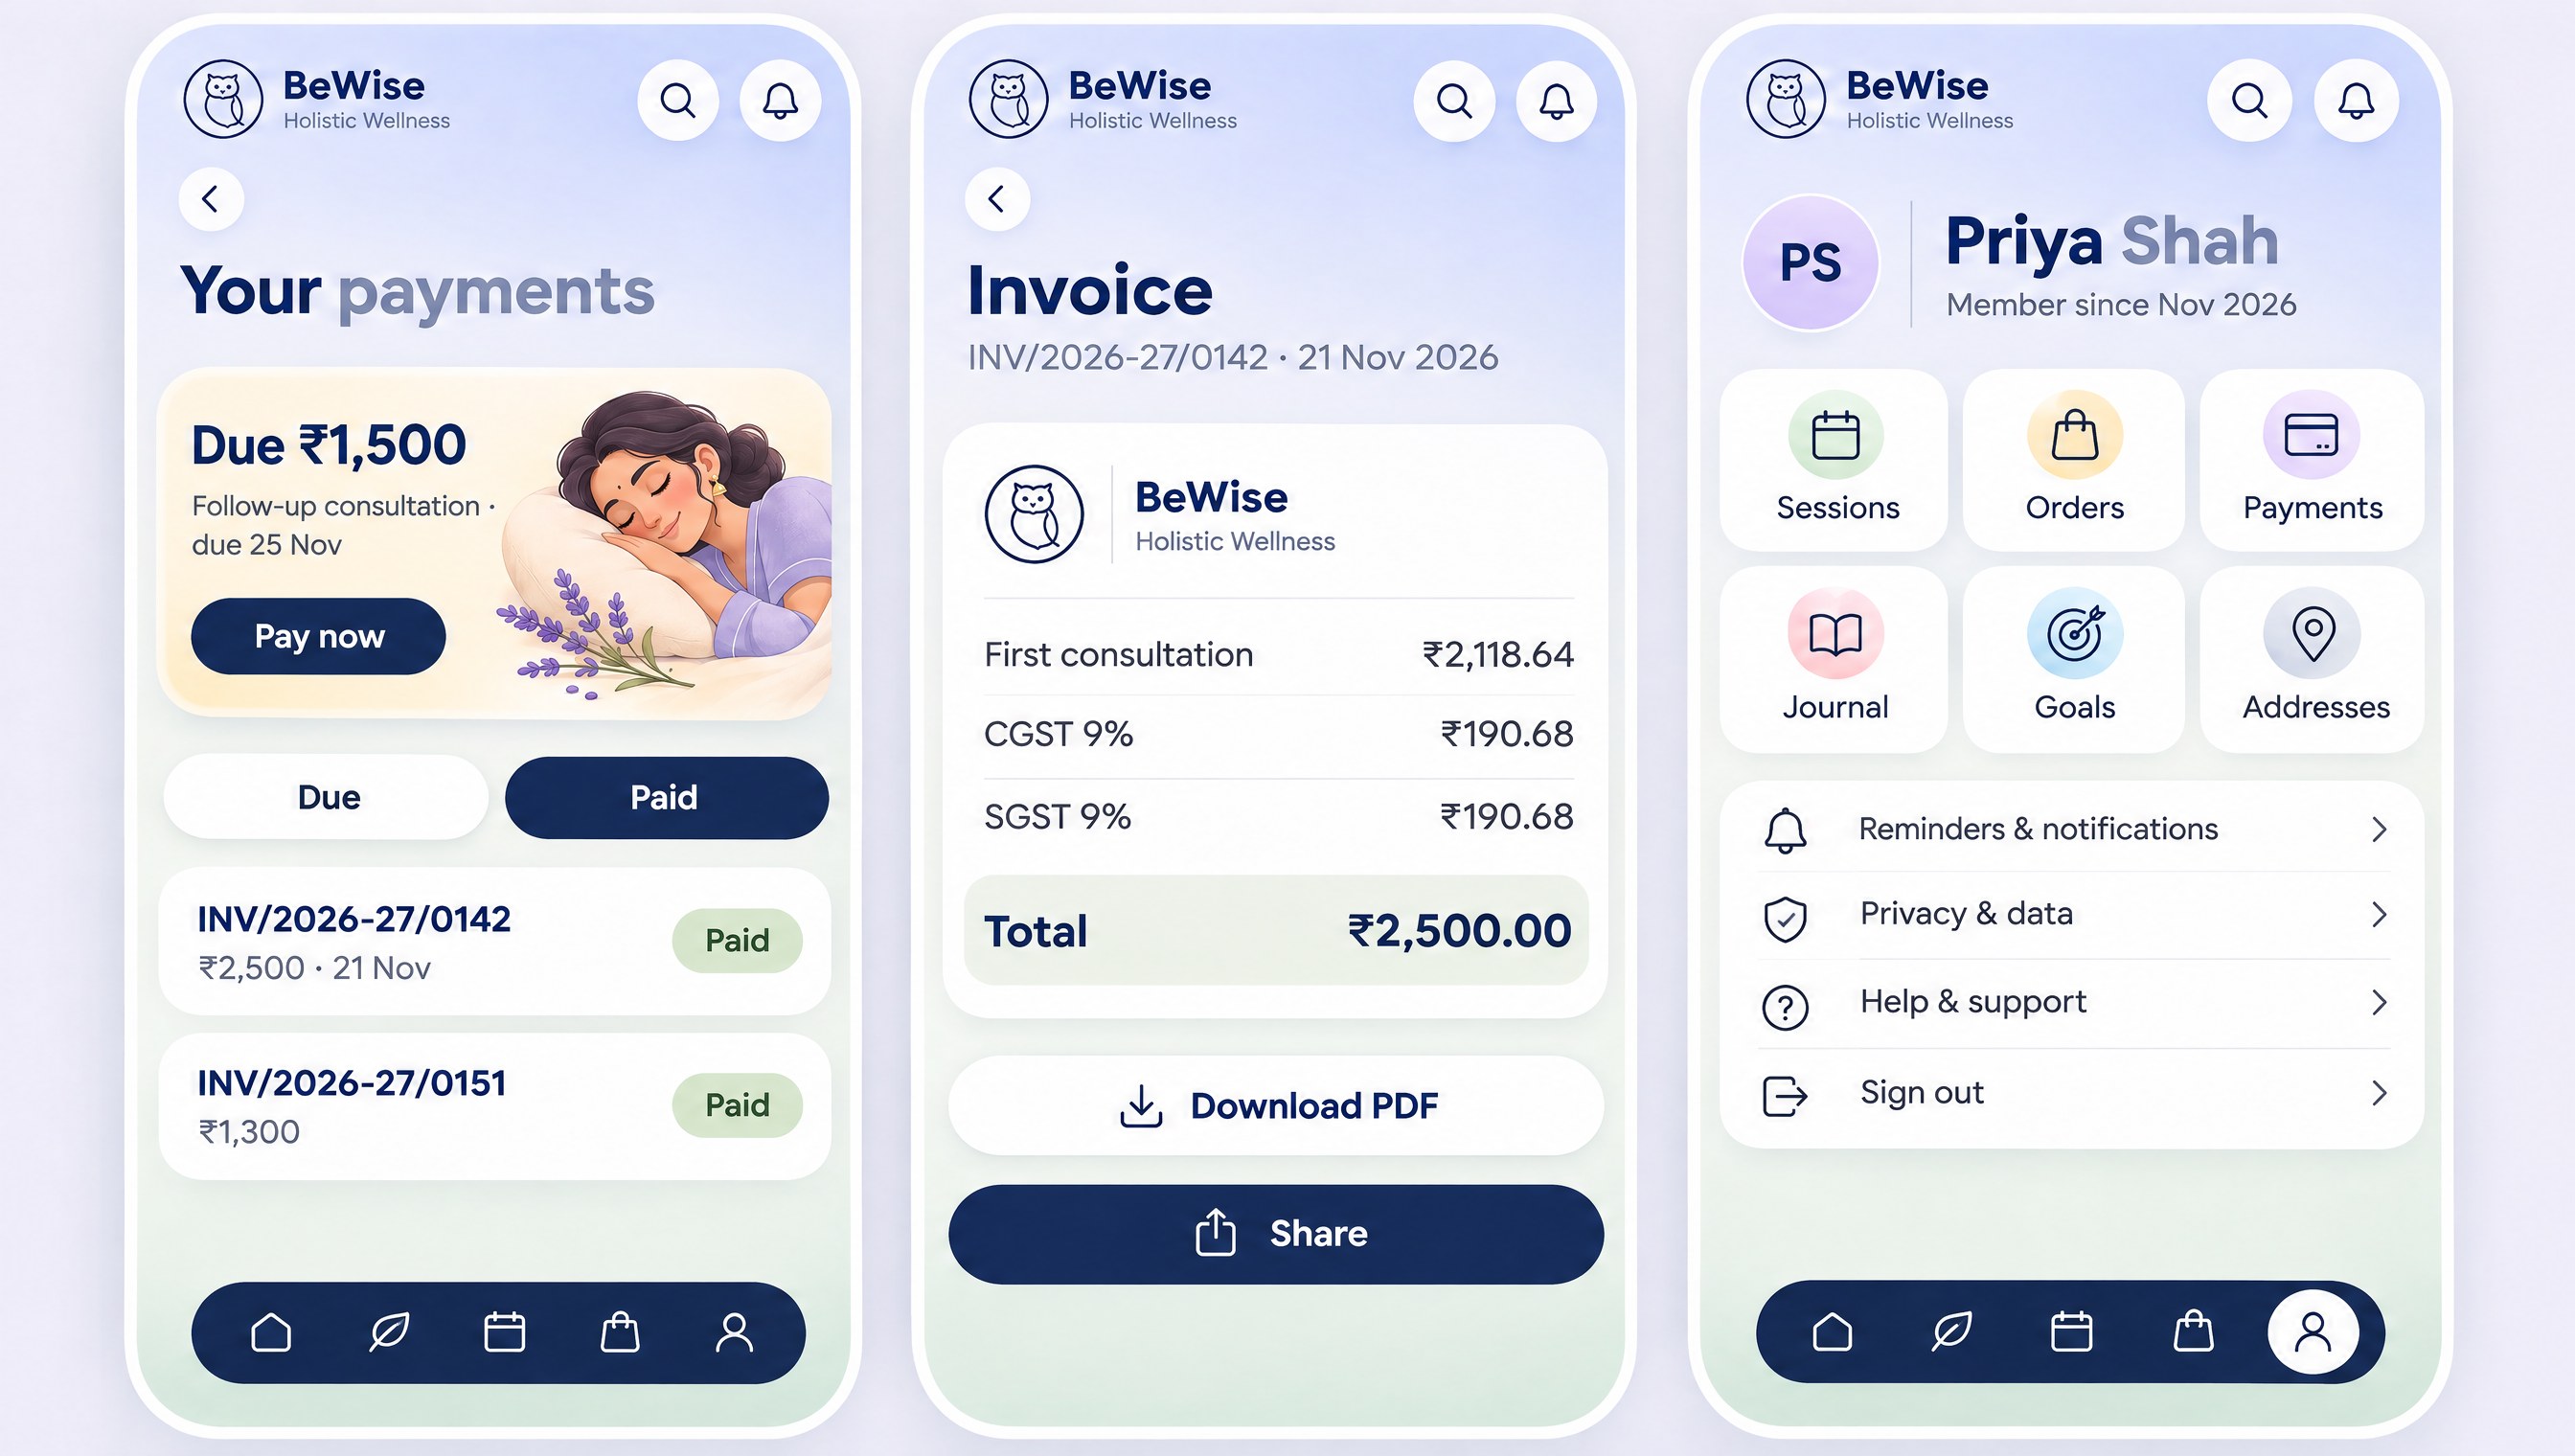 BeWise
Holistic Wellness
Your payments
Due ₹1,500
Follow-up consultation ·
due 25 Nov
Pay now
Due
Paid
INV/2026-27/0142
₹2,500 · 21 Nov
Paid
INV/2026-27/0151
₹1,300
Paid
BeWise
Holistic Wellness
Invoice
INV/2026-27/0142 · 21 Nov 2026
BeWise
Holistic Wellness
First consultation ₹2,118.64
CGST 9% ₹190.68
SGST 9% ₹190.68
Total ₹2,500.00
Download PDF
Share
BeWise
Holistic Wellness
PS
Priya Shah
Member since Nov 2026
Sessions
Orders
Payments
Journal
Goals
Addresses
Reminders & notifications
Privacy & data
Help & support
Sign out